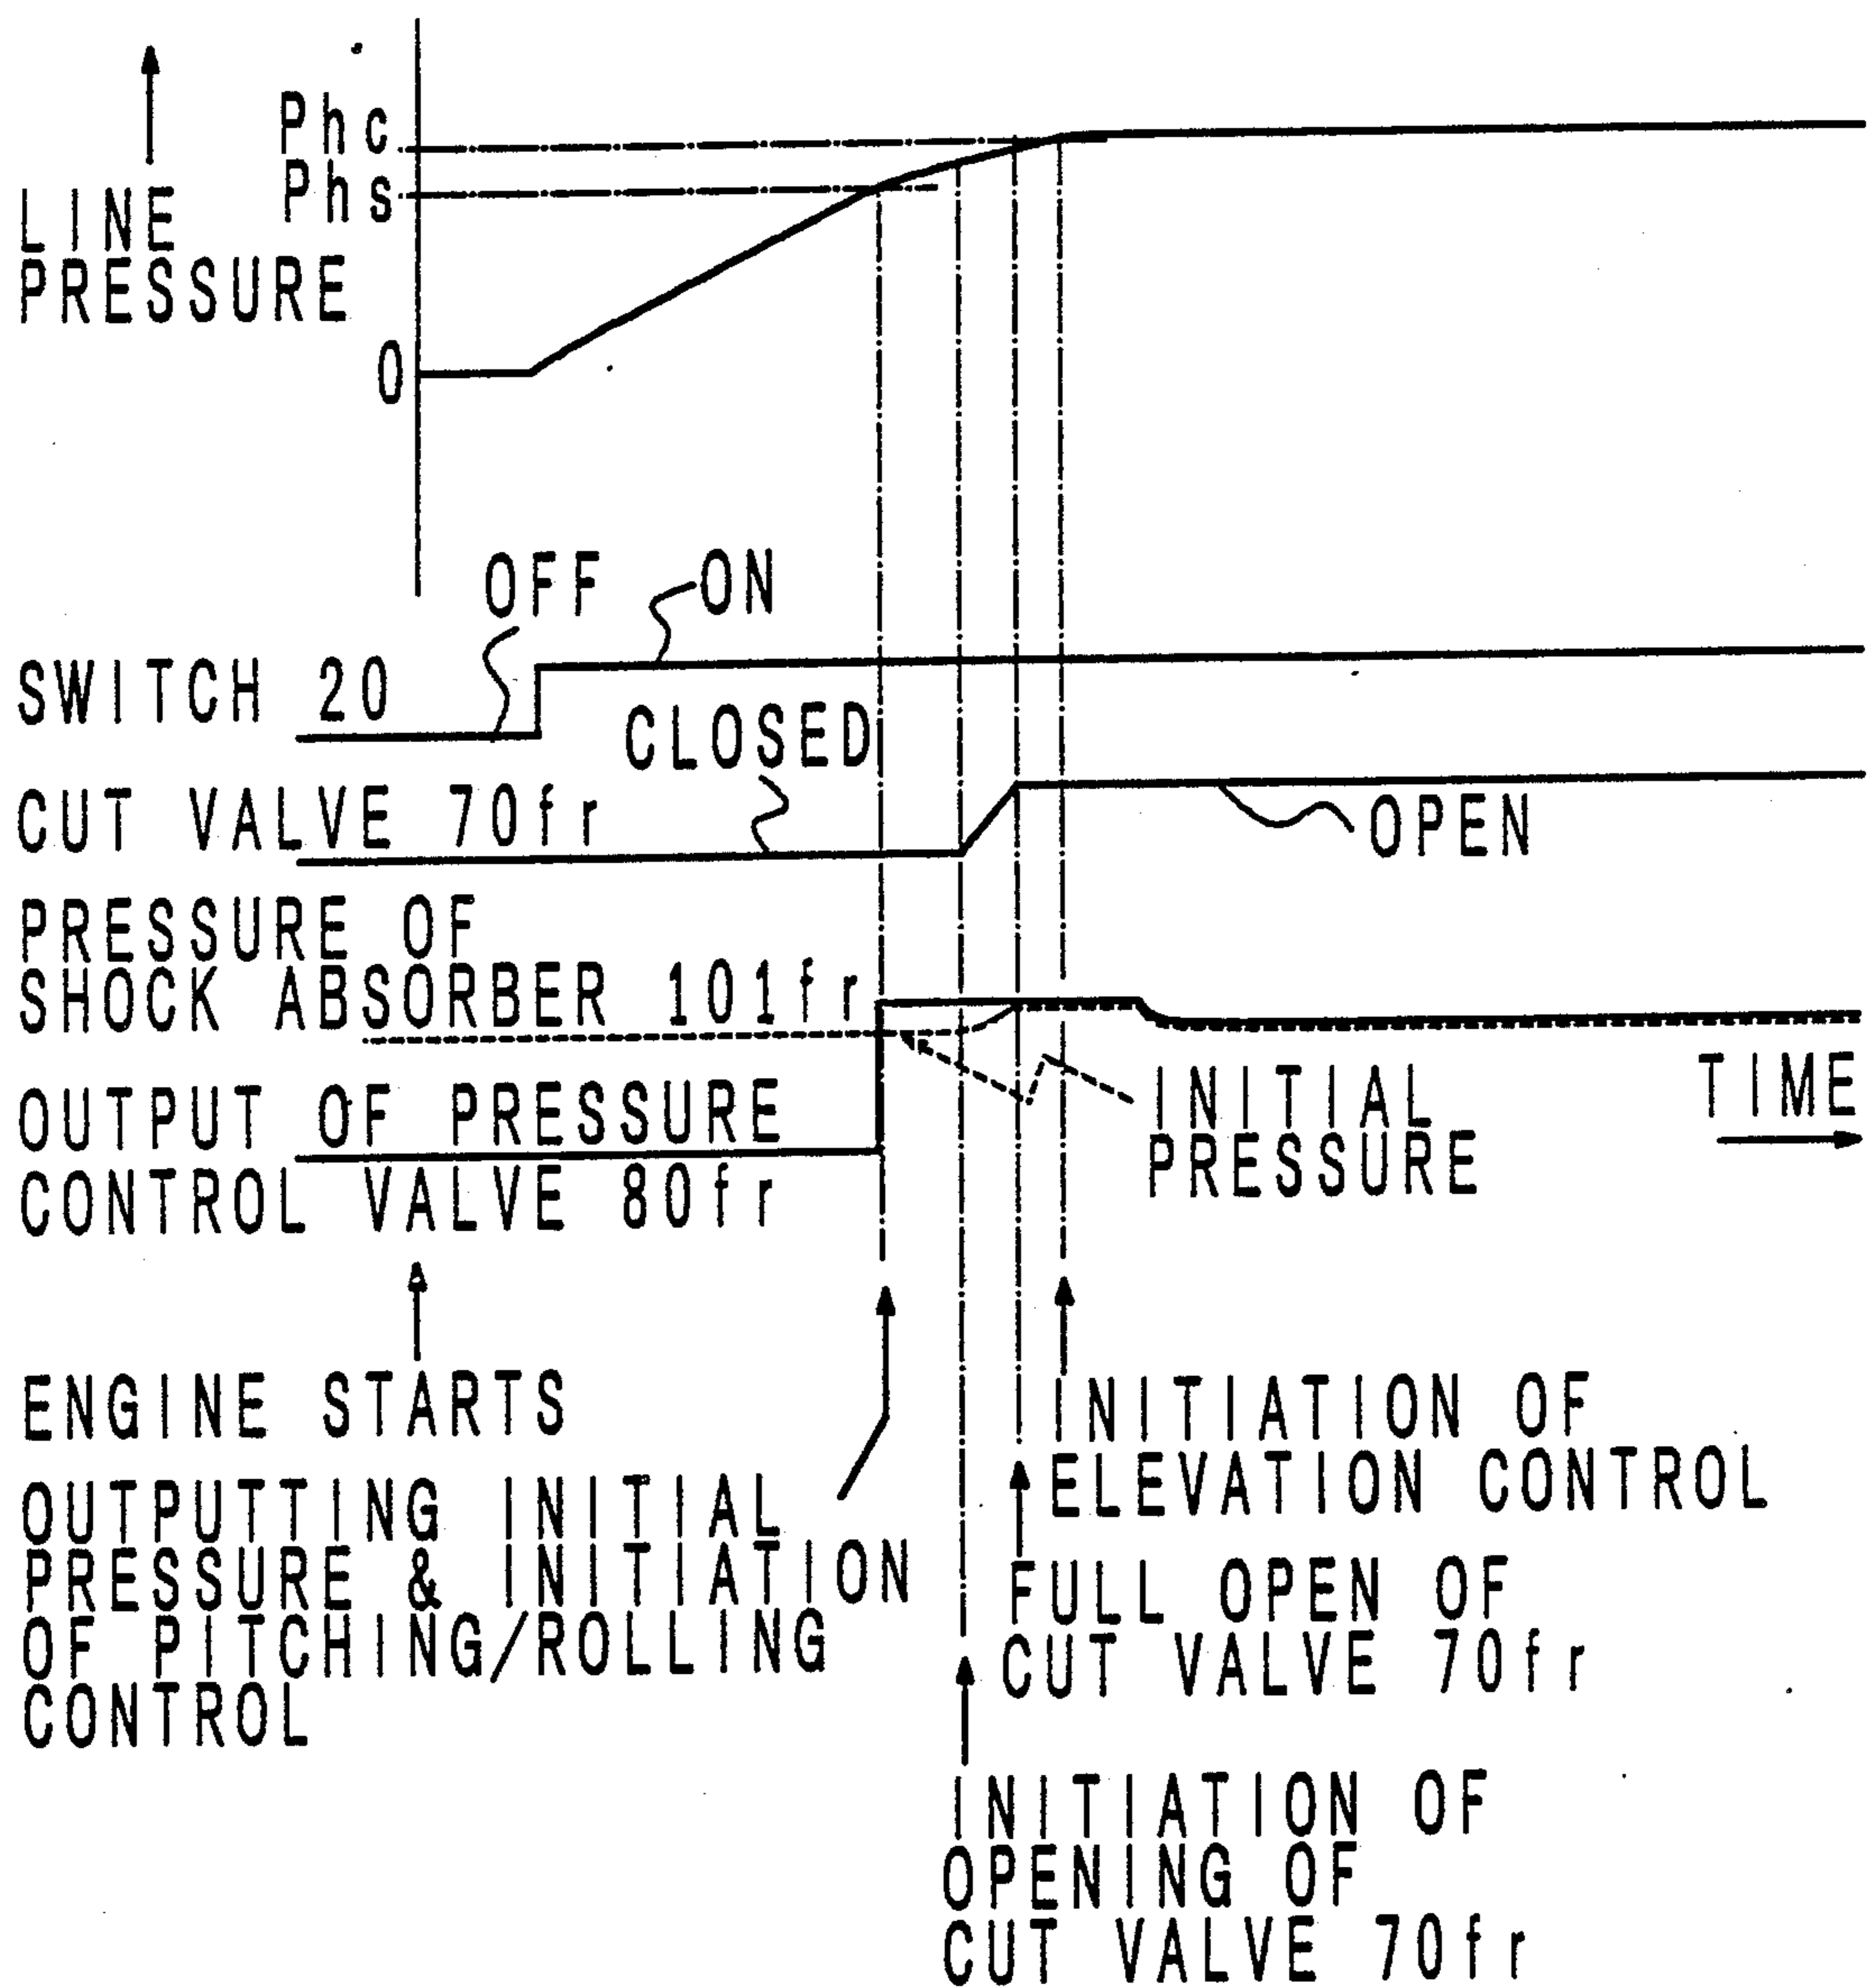 Phc
Phs
LINE
PRESSURE
0
OFF
ON
SWITCH 20
CLOSED
CUT VALVE 70fr
OPEN
PRESSURE OF
SHOCK ABSORBER 101fr
INITIAL
PRESSURE
TIME
OUTPUT OF PRESSURE
CONTROL VALVE 80fr
ENGINE STARTS
OUTPUTTING INITIAL
PRESSURE & INITIATION
OF PITCHING/ROLLING
CONTROL
INITIATION OF
ELEVATION CONTROL
FULL OPEN OF
CUT VALVE 70fr
INITIATION OF
OPENING OF
CUT VALVE 70fr